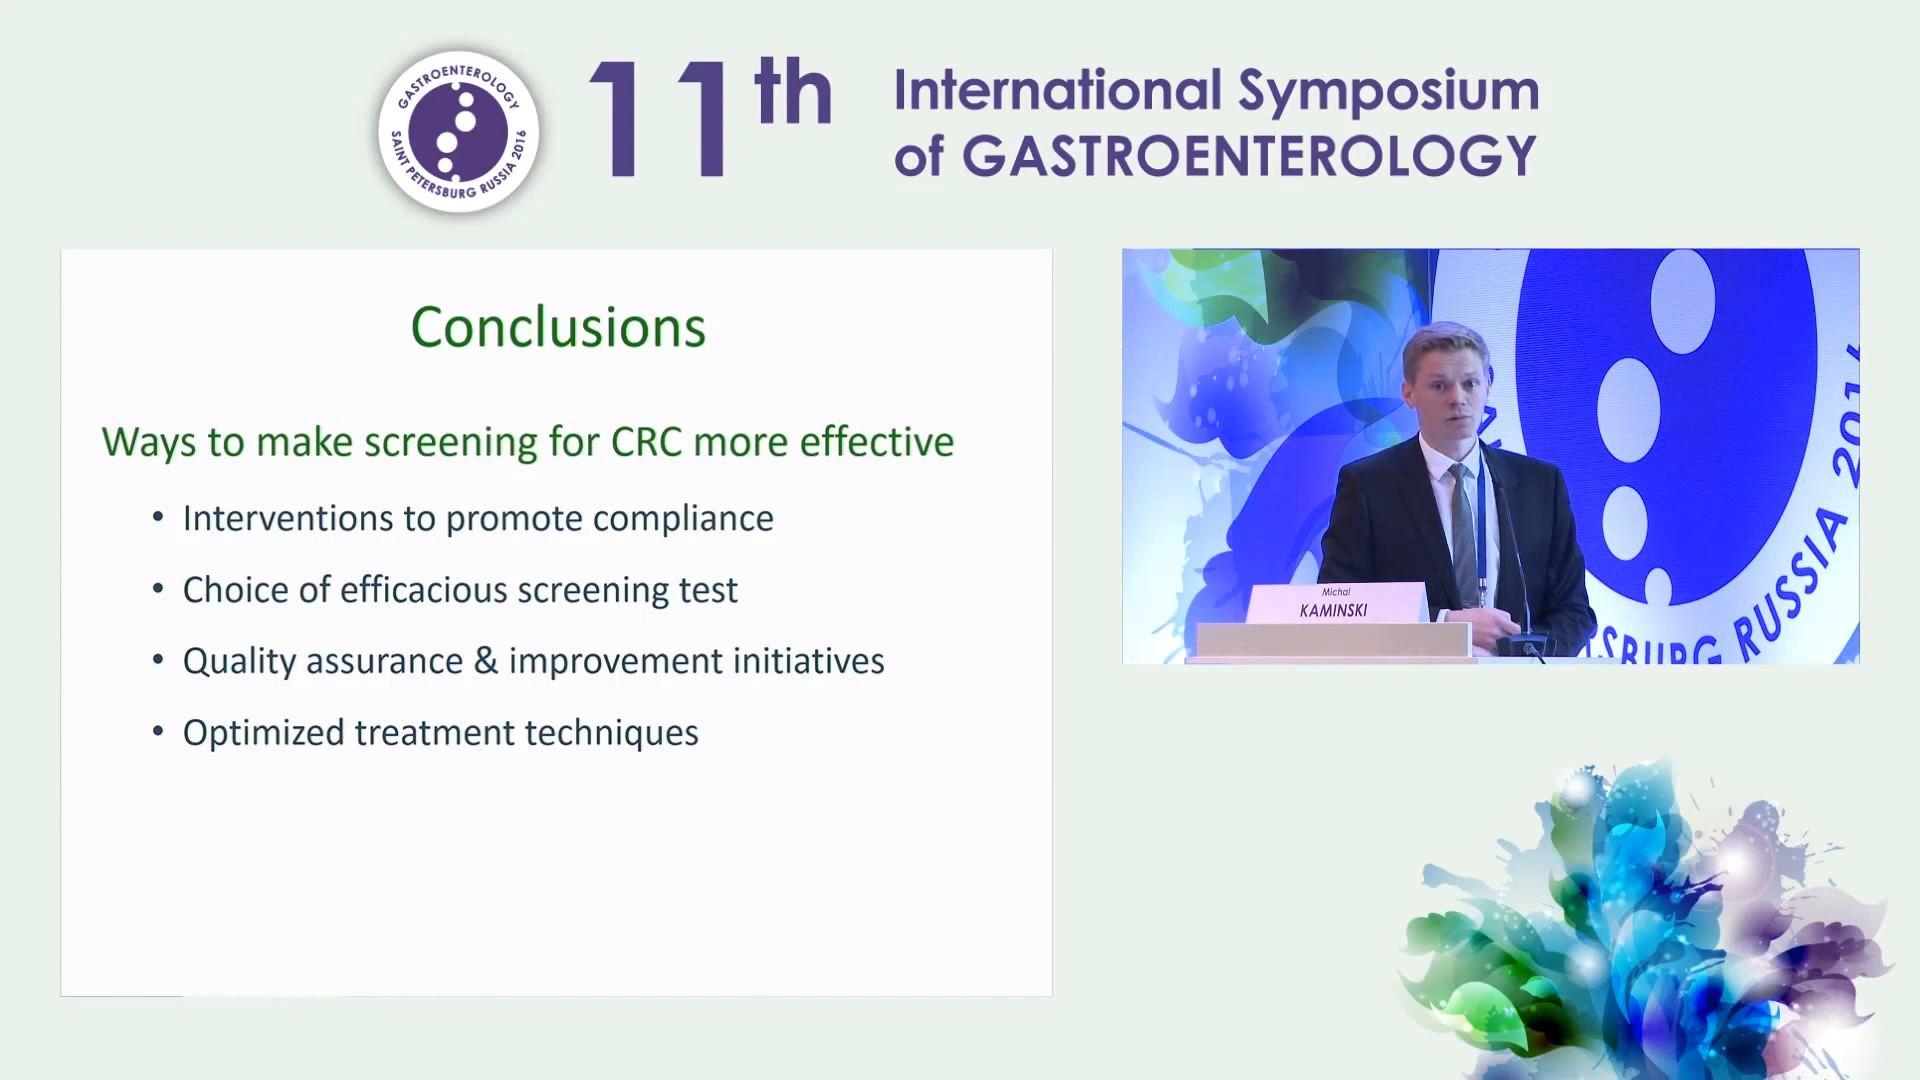 GASTROENTEROLOGY
SAINT PETERSBURG RUSSIA 2016
11th
International Symposium
of GASTROENTEROLOGY
Conclusions
Ways to make screening for CRC more effective
• Interventions to promote compliance
• Choice of efficacious screening test
• Quality assurance & improvement initiatives
• Optimized treatment techniques
Michal
KAMINSKI
RUSSIA